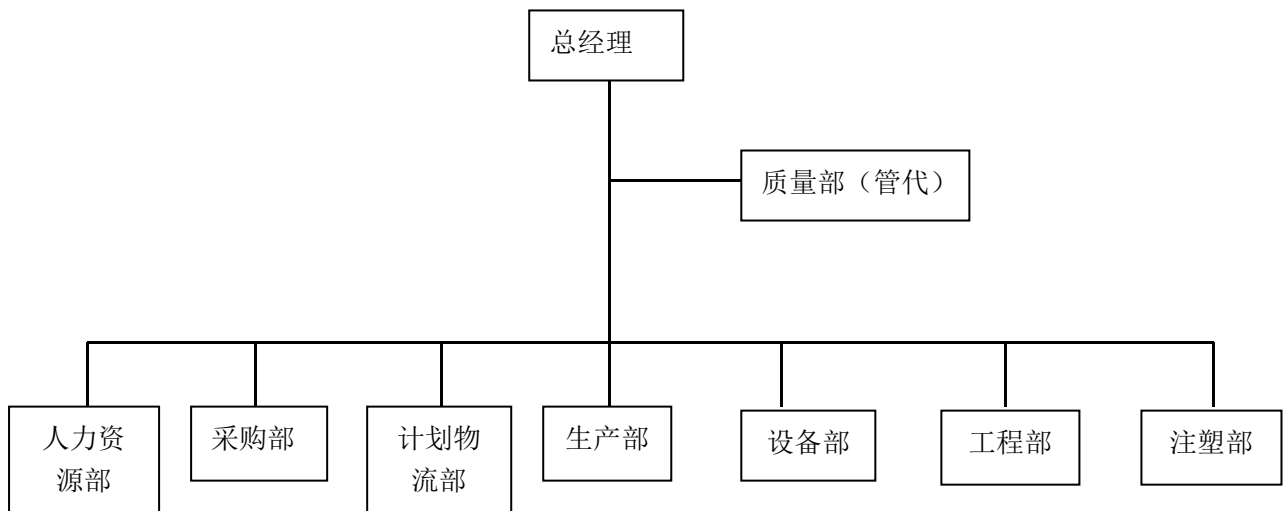 总经理
质量部（管代）
人力资
源部
采购部
计划物
流部
生产部
设备部
工程部
注塑部